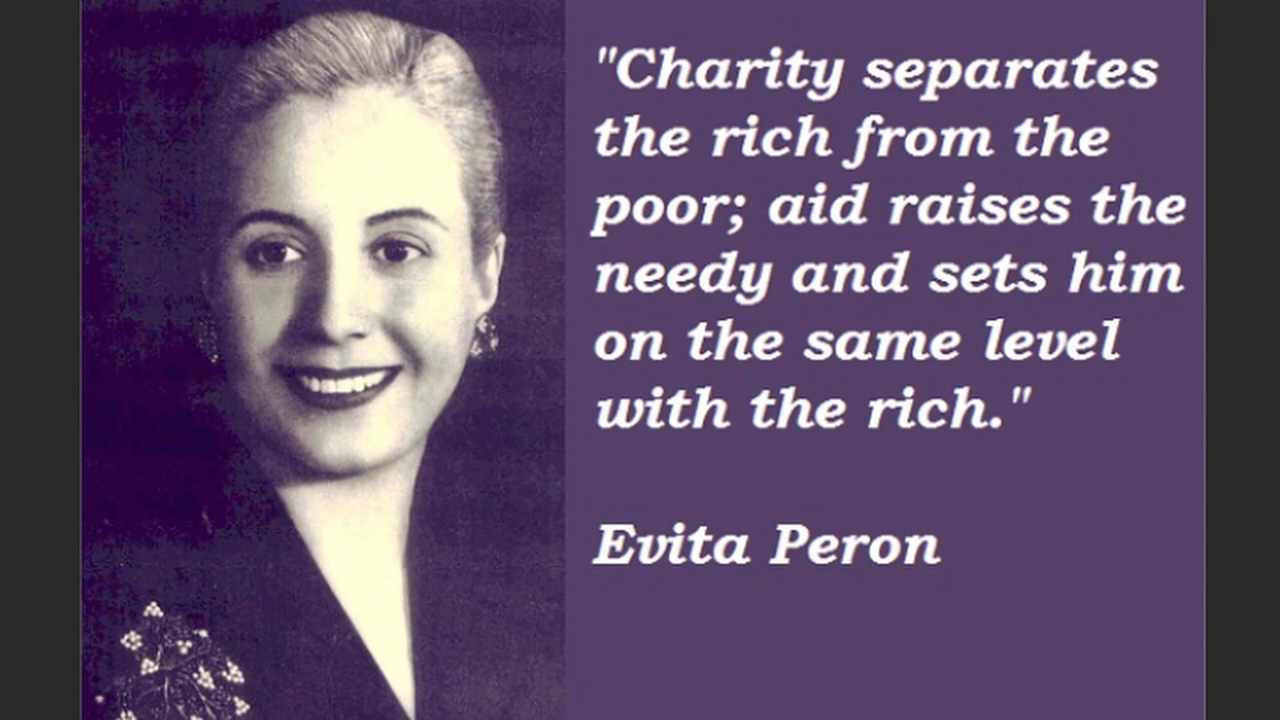 "Charity separates
the rich from the
poor; aid raises the
needy and sets him
on the same level
with the rich."
Evita Peron